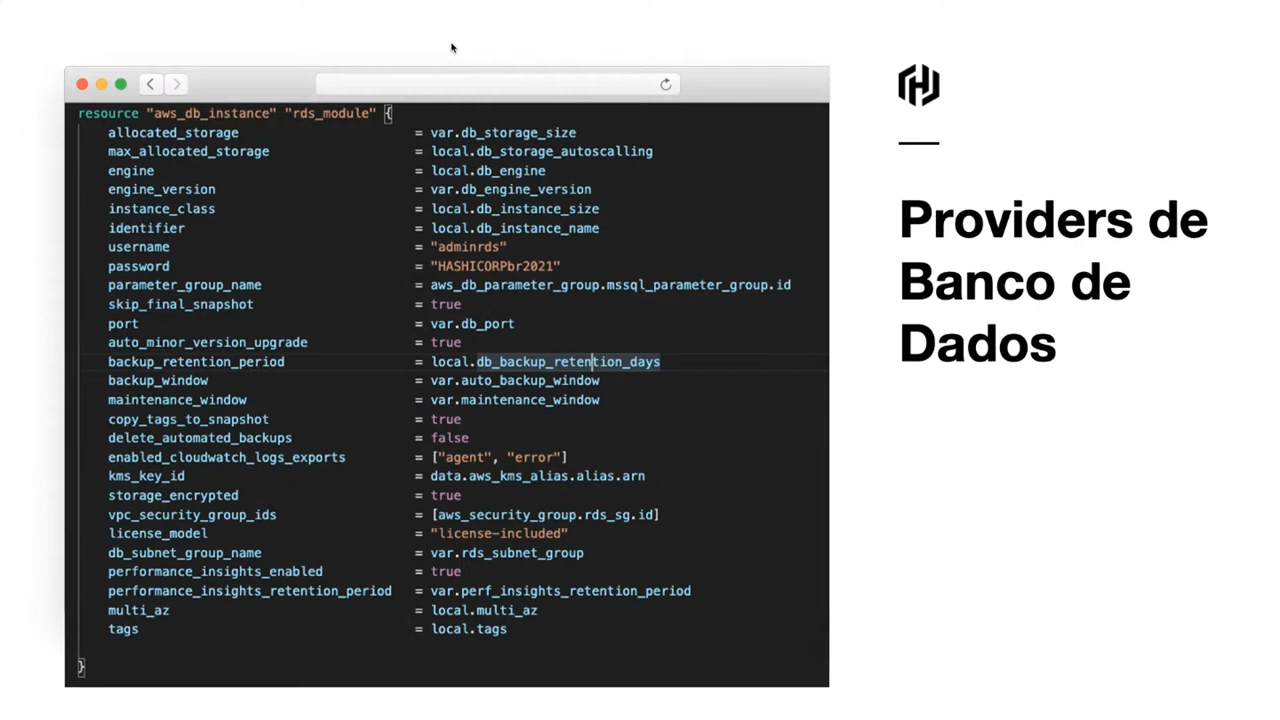 resource "aws_db_instance" "rds_module" {
allocated_storage = var.db_storage_size
max_allocated_storage = local.db_storage_autoscalling
engine = local.db_engine
engine_version = var.db_engine_version
instance_class = local.db_instance_size
identifier = local.db_instance_name
username = "adminrds"
password = "HASHICORPbr2021"
parameter_group_name = aws_db_parameter_group.mssql_parameter_group.id
skip_final_snapshot = true
port = var.db_port
auto_minor_version_upgrade = true
backup_retention_period = local.db_backup_retention_days
backup_window = var.auto_backup_window
maintenance_window = var.maintenance_window
copy_tags_to_snapshot = true
delete_automated_backups = false
enabled_cloudwatch_logs_exports = ["agent", "error"]
kms_key_id = data.aws_kms_alias.alias.arn
storage_encrypted = true
vpc_security_group_ids = [aws_security_group.rds_sg.id]
license_model = "license-included"
db_subnet_group_name = var.rds_subnet_group
performance_insights_enabled = true
performance_insights_retention_period = var.perf_insights_retention_period
multi_az = local.multi_az
tags = local.tags
}
Providers de
Banco de
Dados